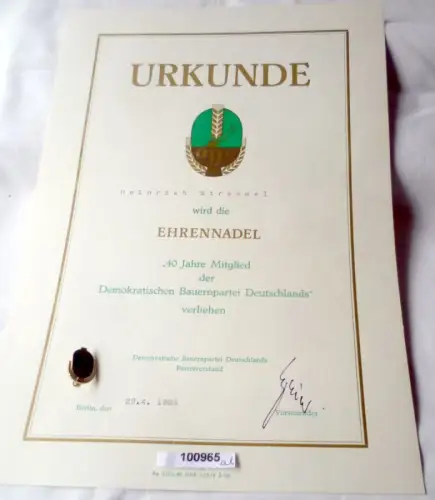 URKUNDE
Heinrich
wird die
EHRENNADEL
„40 Jahre Mitglied
der
Demokratischen Bauernpartei Deutschlands“
verliehen
Demokratische Bauernpartei Deutschlands
Parteivorstand
Berlin, den
Vorsitzender
100965